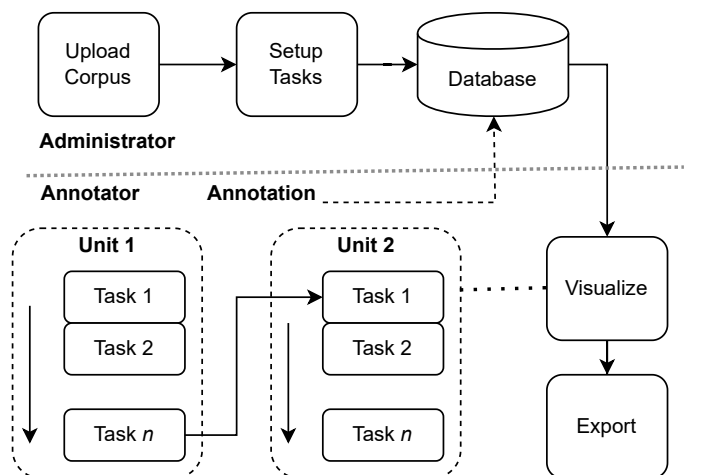 Upload
Corpus
Setup
Tasks
Database
Administrator
Annotator
Annotation
Unit 1
Task 1
Task 2
Task n
Unit 2
Task 1
Task 2
Task n
Visualize
Export